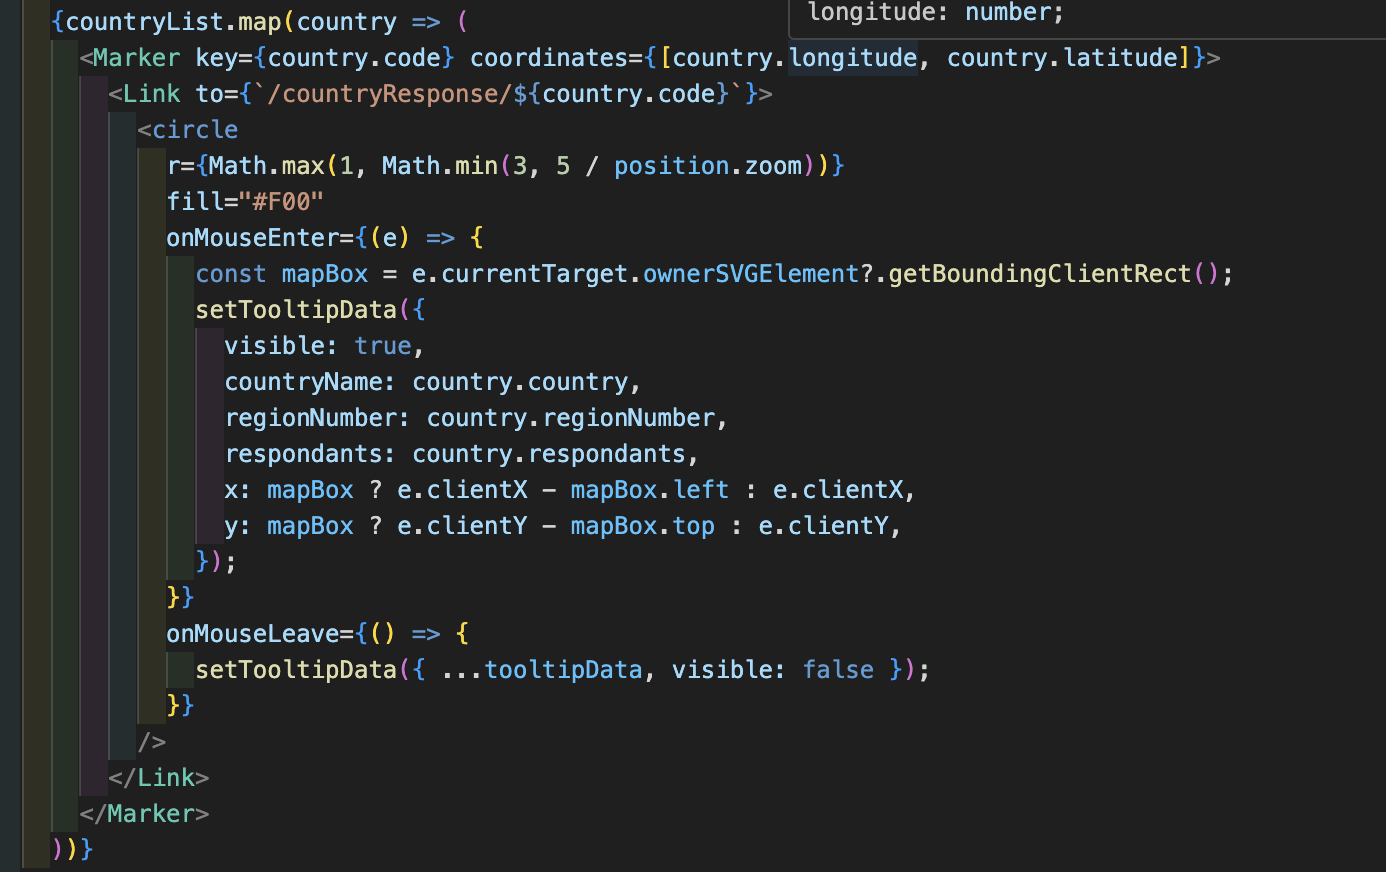 longitude: number;
{countryList.map(country => (
<Marker key={country.code} coordinates={[country.longitude, country.latitude]}>
<Link to={`/countryResponse/${country.code}`}>
<circle
r={Math.max(1, Math.min(3, 5 / position.zoom))}
fill="#F00"
onMouseEnter={(e) => {
const mapBox = e.currentTarget.ownerSVGElement?.getBoundingClientRect();
setTooltipData({
visible: true,
countryName: country.country,
regionNumber: country.regionNumber,
respondants: country.respondants,
x: mapBox ? e.clientX - mapBox.left : e.clientX,
y: mapBox ? e.clientY - mapBox.top : e.clientY,
});
}}
onMouseLeave={() => {
setTooltipData({ ...tooltipData, visible: false });
}}
/>
</Link>
</Marker>
))}